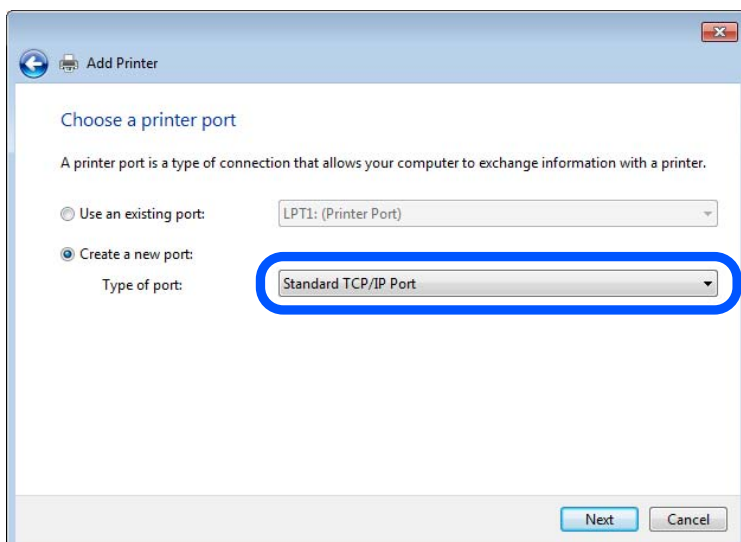 Add Printer
Choose a printer port
A printer port is a type of connection that allows your computer to exchange information with a printer.
Use an existing port: LPT1: (Printer Port)
Create a new port:
Type of port: Standard TCP/IP Port
Next Cancel